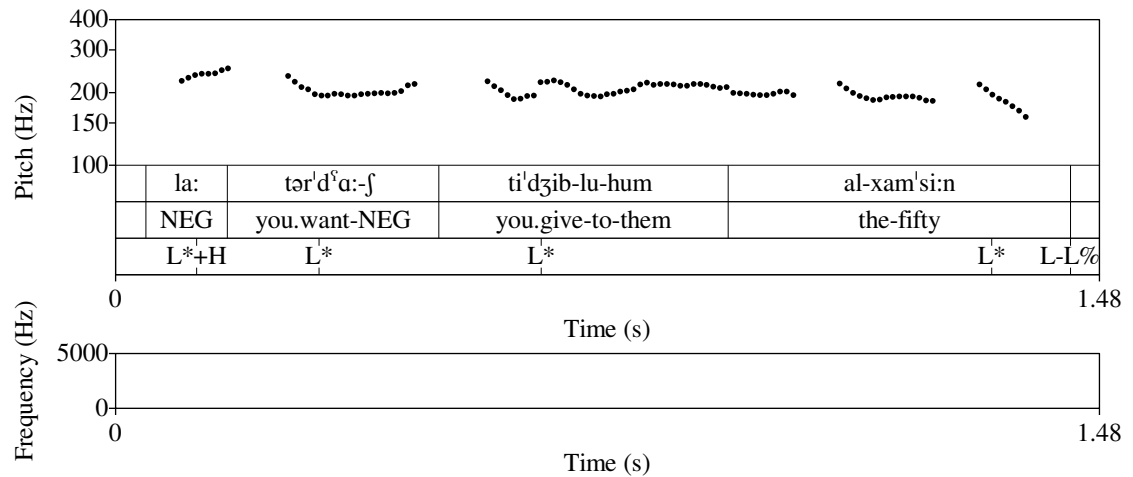 400
300
200
150
100
Pitch (Hz)
la: tərˈdˤɑ:-ʃ tiˈdʒib-lu-hum al-xamˈsi:n
NEG you.want-NEG you.give-to-them the-fifty
L*+H L* L* L* L-L%
0 1.48
Time (s)
5000
0
Frequency (Hz)
0 1.48
Time (s)